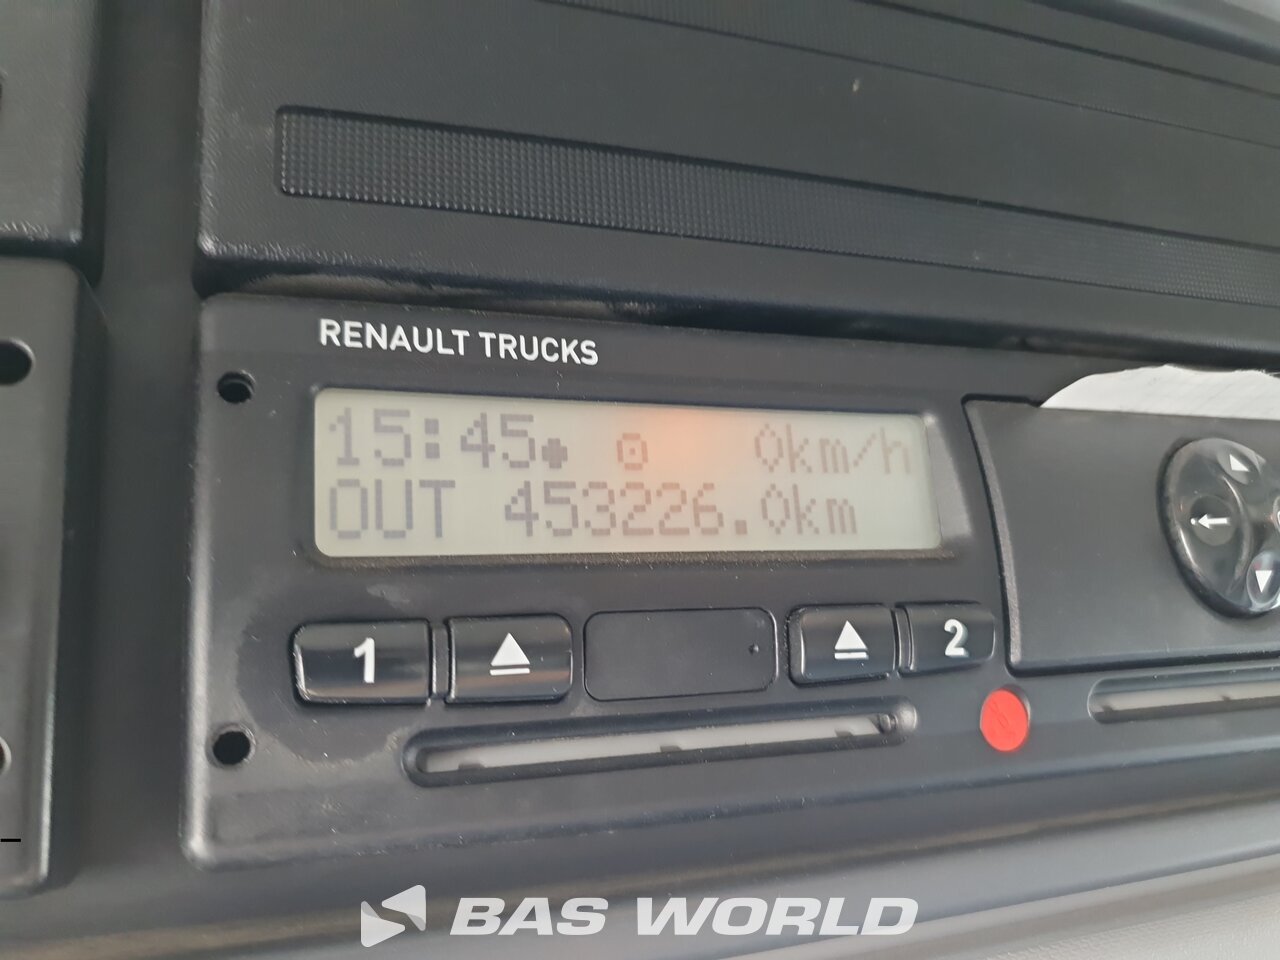 RENAULT TRUCKS
15:45 0km/h
OUT 453226.0km
1 2
BAS WORLD